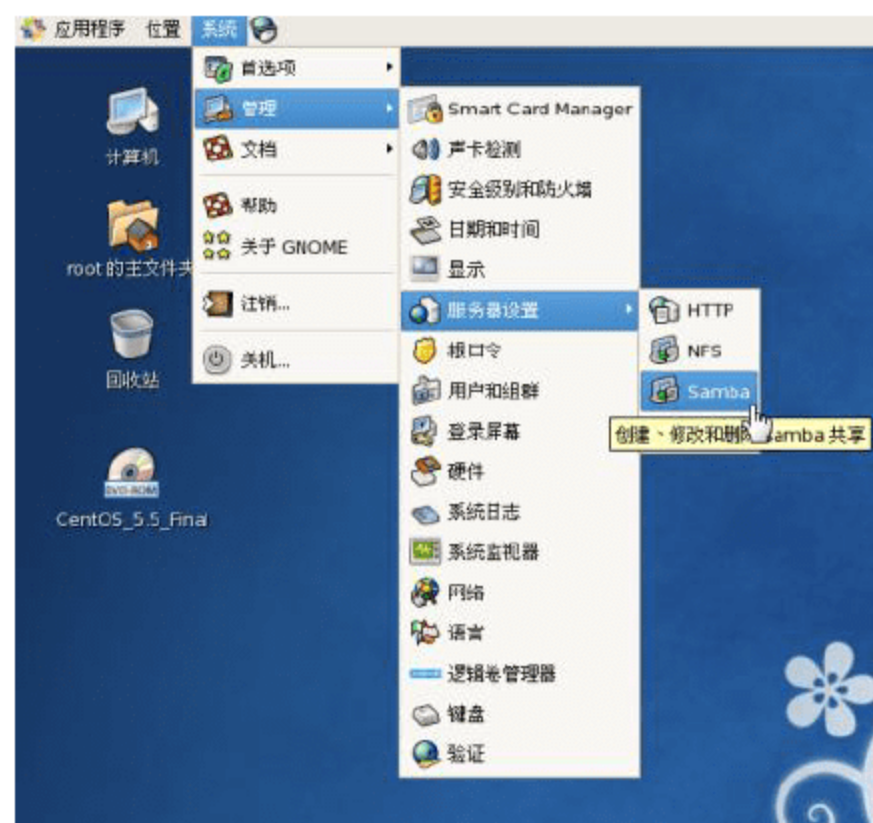 应用程序 位置 系统
首选项
管理
文档
帮助
关于 GNOME
注销...
关机...
计算机
root 的主文件夹
回收站
DVD-ROM
CentOS_5.5_Final
Smart Card Manager
声卡检测
安全级别和防火墙
日期和时间
显示
服务器设置
根口令
用户和组群
登录屏幕
硬件
系统日志
系统监视器
网络
语言
逻辑卷管理器
键盘
验证
HTTP
NFS
Samba
创建、修改和删除 Samba 共享